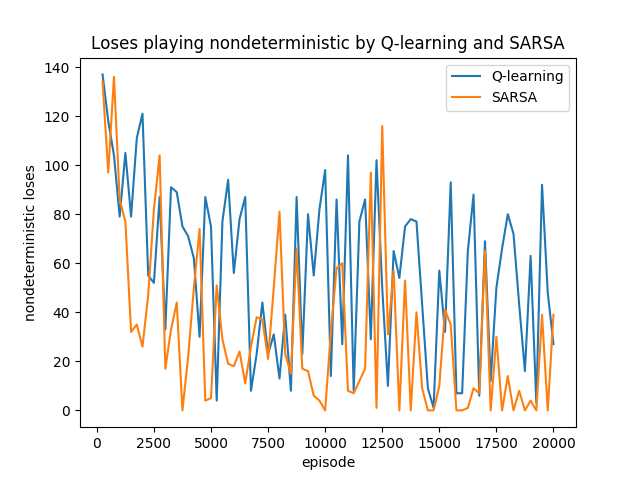 Loses playing nondeterministic by Q-learning and SARSA
140
120
100
80
60
40
20
0
nondeterministic loses
Q-learning
SARSA
0 2500 5000 7500 10000 12500 15000 17500 20000
episode